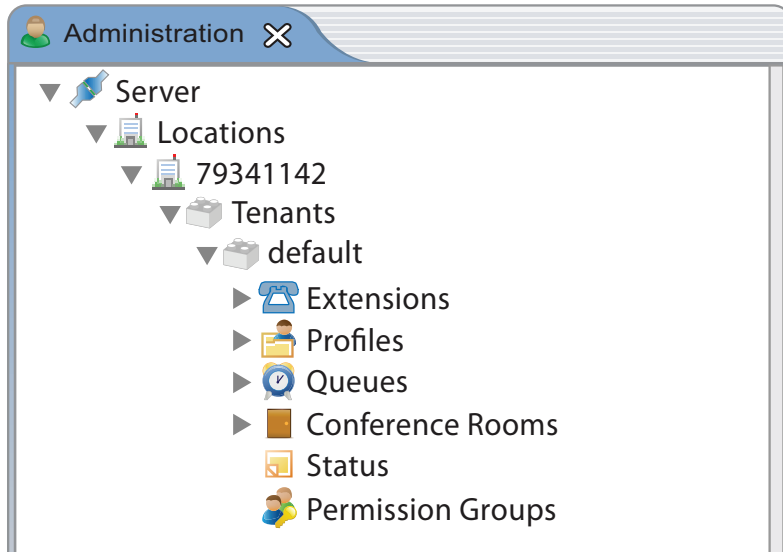 Administration
Server
Locations
79341142
Tenants
default
Extensions
Profiles
Queues
Conference Rooms
Status
Permission Groups